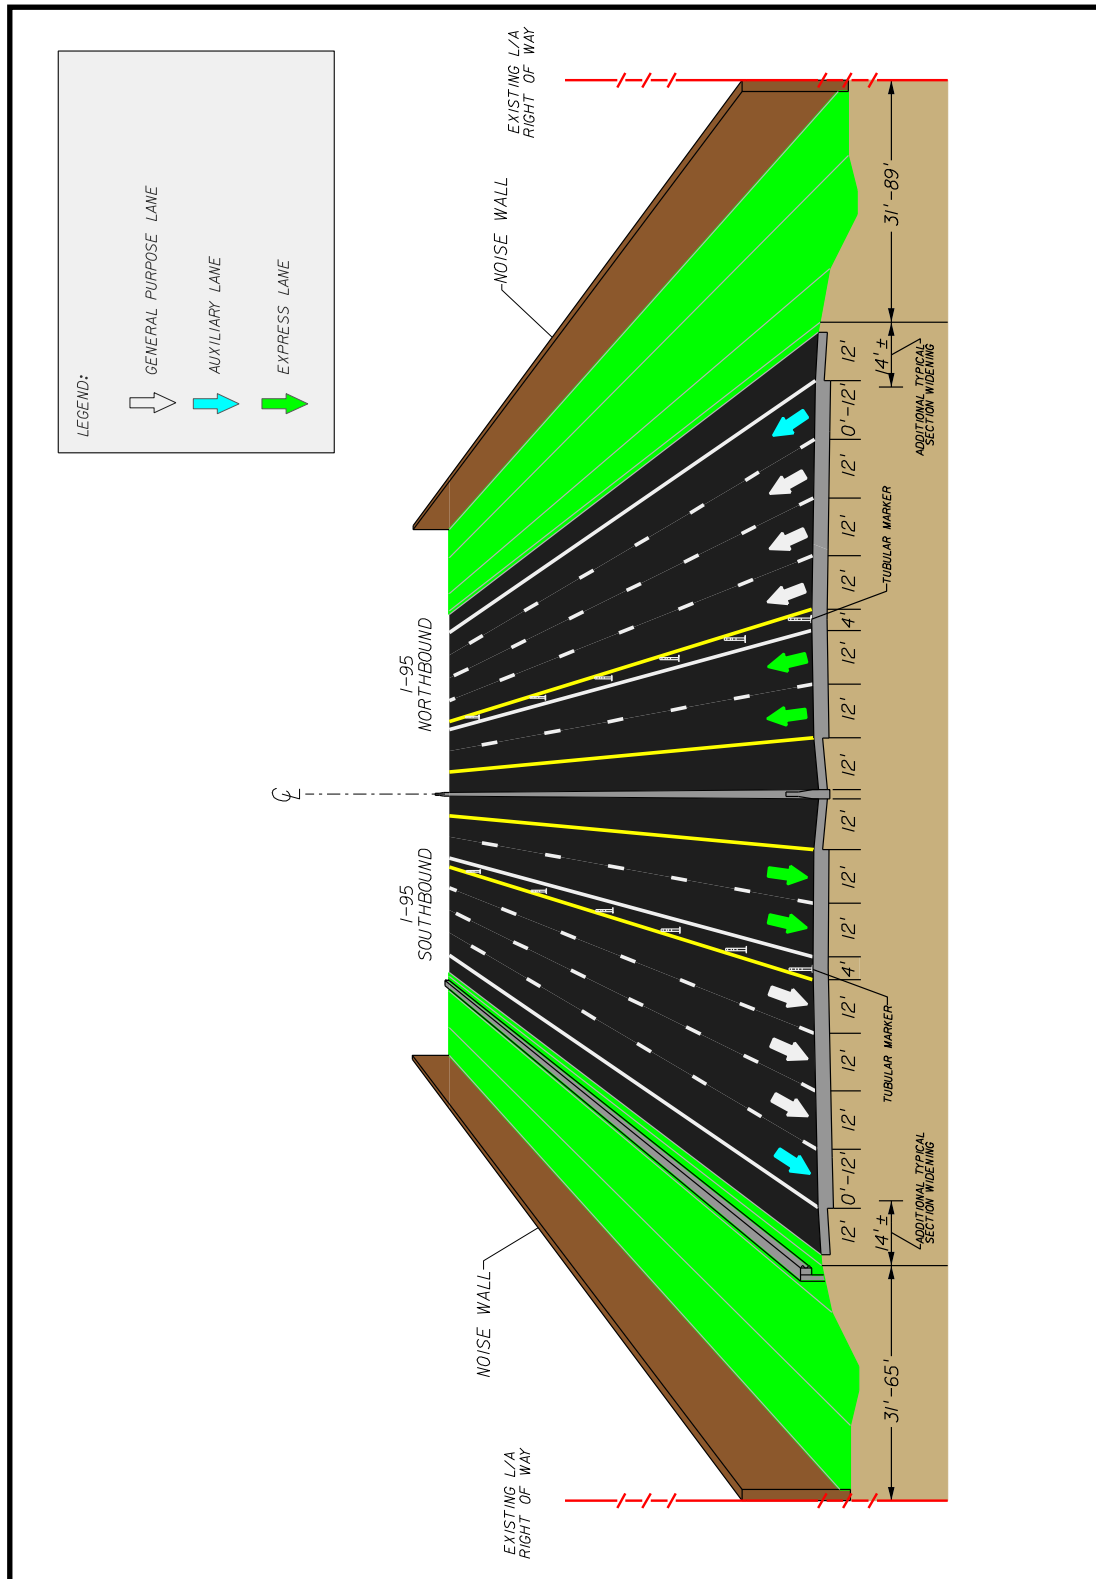 LEGEND:
GENERAL PURPOSE LANE
AUXILIARY LANE
EXPRESS LANE
EXISTING L/A
RIGHT OF WAY
NOISE WALL
I-95
SOUTHBOUND
℄
I-95
NORTHBOUND
NOISE WALL
EXISTING L/A
RIGHT OF WAY
12'
0'-12'
12'
12'
12'
4'
12'
12'
12'
12'
12'
12'
4'
12'
12'
12'
0'-12'
12'
31'-65'
14'±
TUBULAR MARKER
TUBULAR MARKER
14'±
31'-89'
ADDITIONAL TYPICAL
SECTION WIDENING
ADDITIONAL TYPICAL
SECTION WIDENING